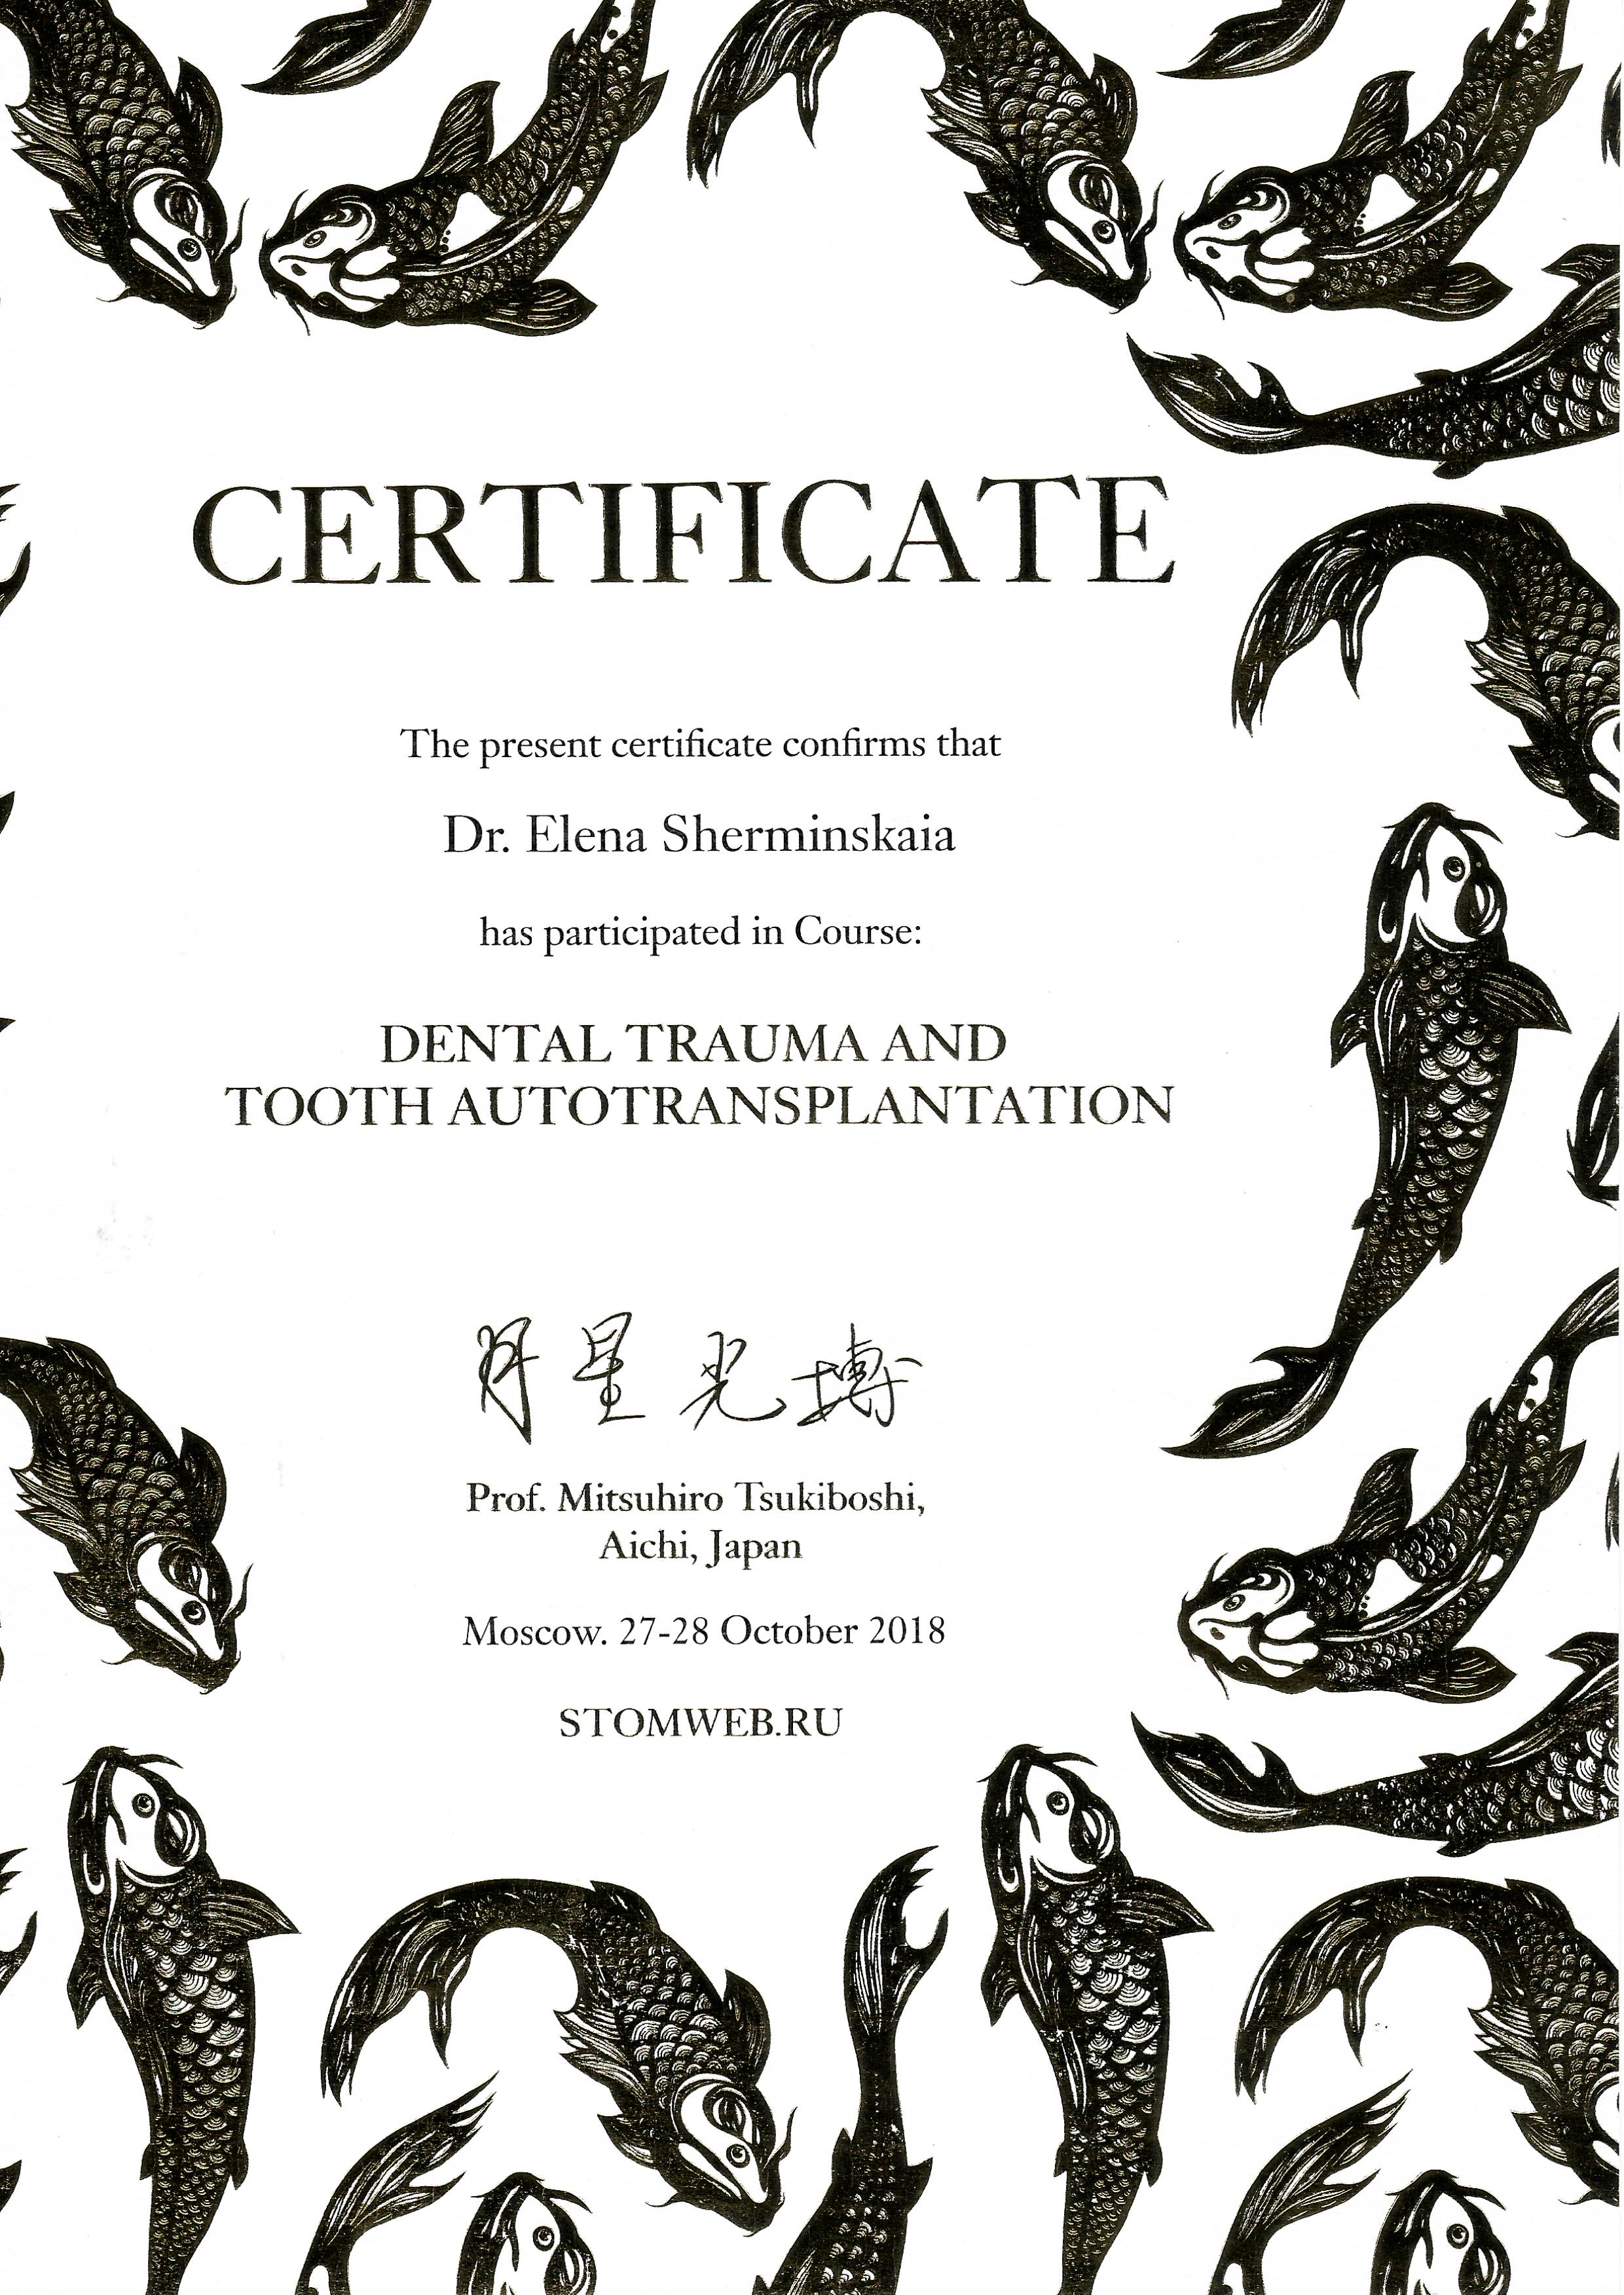 CERTIFICATE
The present certificate confirms that
Dr. Elena Sherminskaia
has participated in Course:
DENTAL TRAUMA AND
TOOTH AUTOTRANSPLANTATION
月星光搏
Prof. Mitsuhiro Tsukiboshi,
Aichi, Japan
Moscow. 27-28 October 2018
STOMWEB.RU